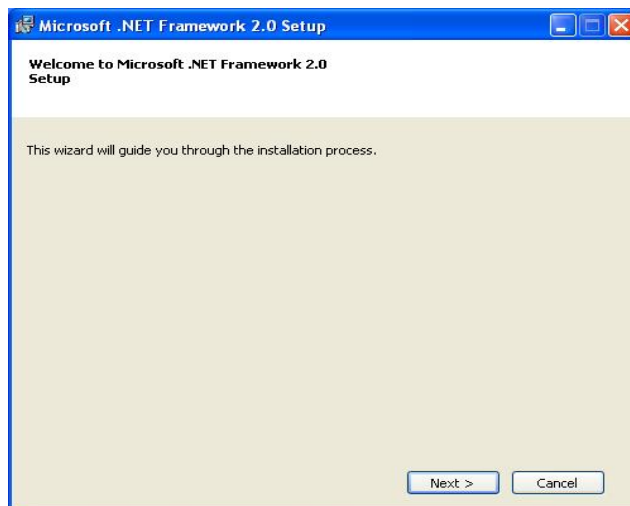 Microsoft .NET Framework 2.0 Setup
Welcome to Microsoft .NET Framework 2.0
Setup
This wizard will guide you through the installation process.
Next >
Cancel